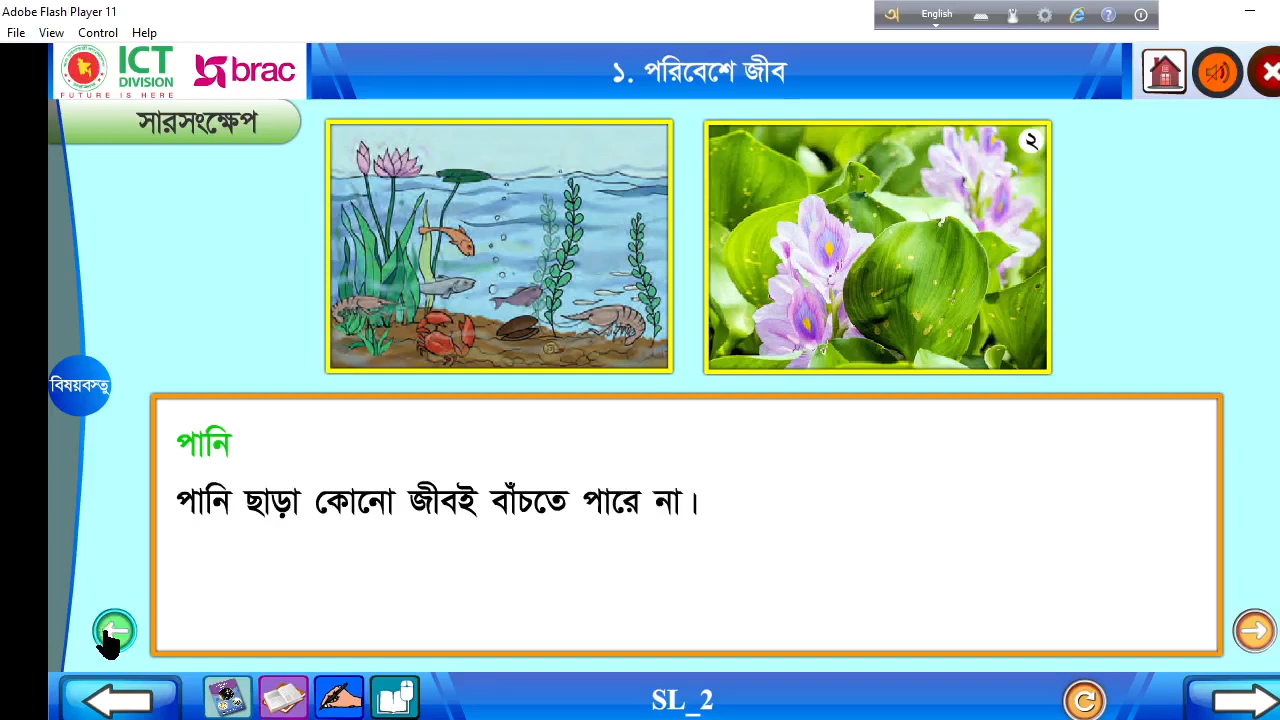 Adobe Flash Player 11
English
File View Control Help
ICT
DIVISION
FUTURE IS HERE
brac
১. পরিবেশে জীব
সারসংক্ষেপ
২
বিষয়বস্তু
পানি
পানি ছাড়া কোনো জীবই বাঁচতে পারে না।
SL_2